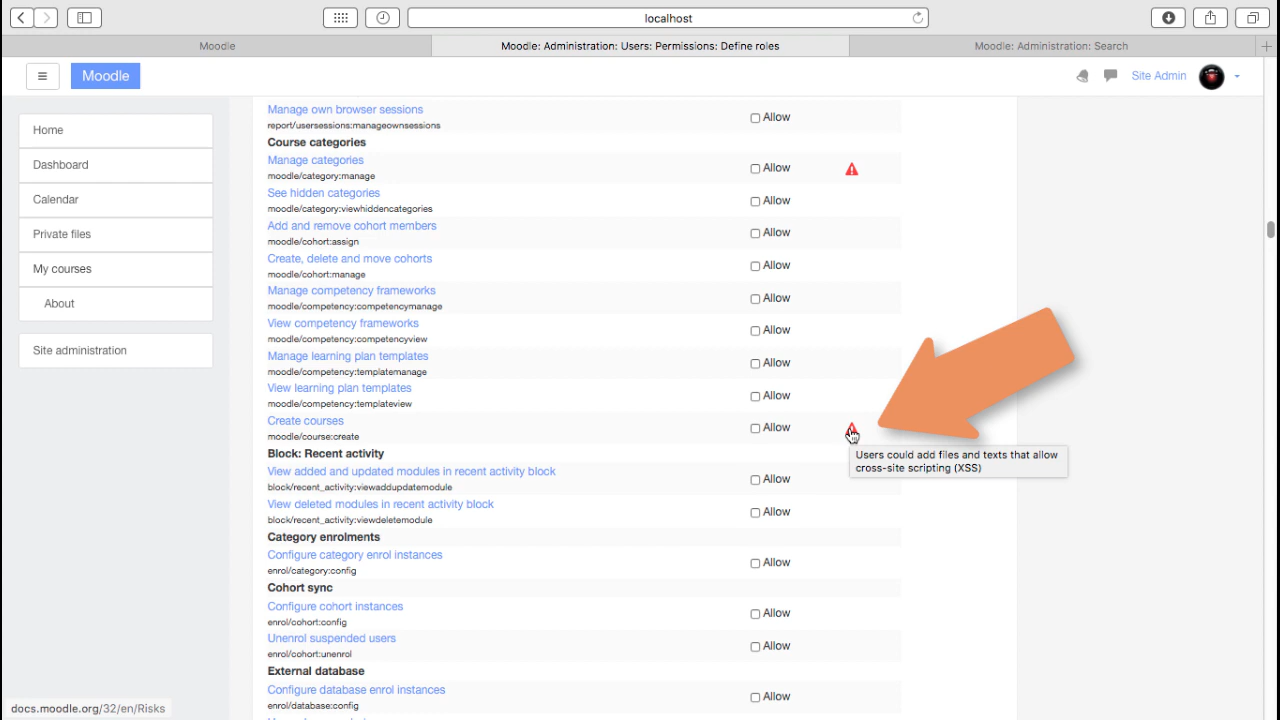 localhost
Moodle
Moodle: Administration: Users: Permissions: Define roles
Moodle: Administration: Search
Moodle
Site Admin
Home
Dashboard
Calendar
Private files
My courses
About
Site administration
Manage own browser sessions
Allow
report/usersessions:manageownsessions
Course categories
Manage categories
Allow
moodle/category:manage
See hidden categories
Allow
moodle/category:viewhiddencategories
Add and remove cohort members
Allow
moodle/cohort:assign
Create, delete and move cohorts
Allow
moodle/cohort:manage
Manage competency frameworks
Allow
moodle/competency:competencymanage
View competency frameworks
Allow
moodle/competency:competencyview
Manage learning plan templates
Allow
moodle/competency:templatemanage
View learning plan templates
Allow
moodle/competency:templateview
Create courses
Allow
moodle/course:create
Users could add files and texts that allow
cross-site scripting (XSS)
Block: Recent activity
View added and updated modules in recent activity block
Allow
block/recent_activity:viewaddupdatemodule
View deleted modules in recent activity block
Allow
block/recent_activity:viewdeletemodule
Category enrolments
Configure category enrol instances
Allow
enrol/category:config
Cohort sync
Configure cohort instances
Allow
enrol/cohort:config
Unenrol suspended users
Allow
enrol/cohort:unenrol
External database
Configure database enrol instances
Allow
enrol/database:config
docs.moodle.org/32/en/Risks